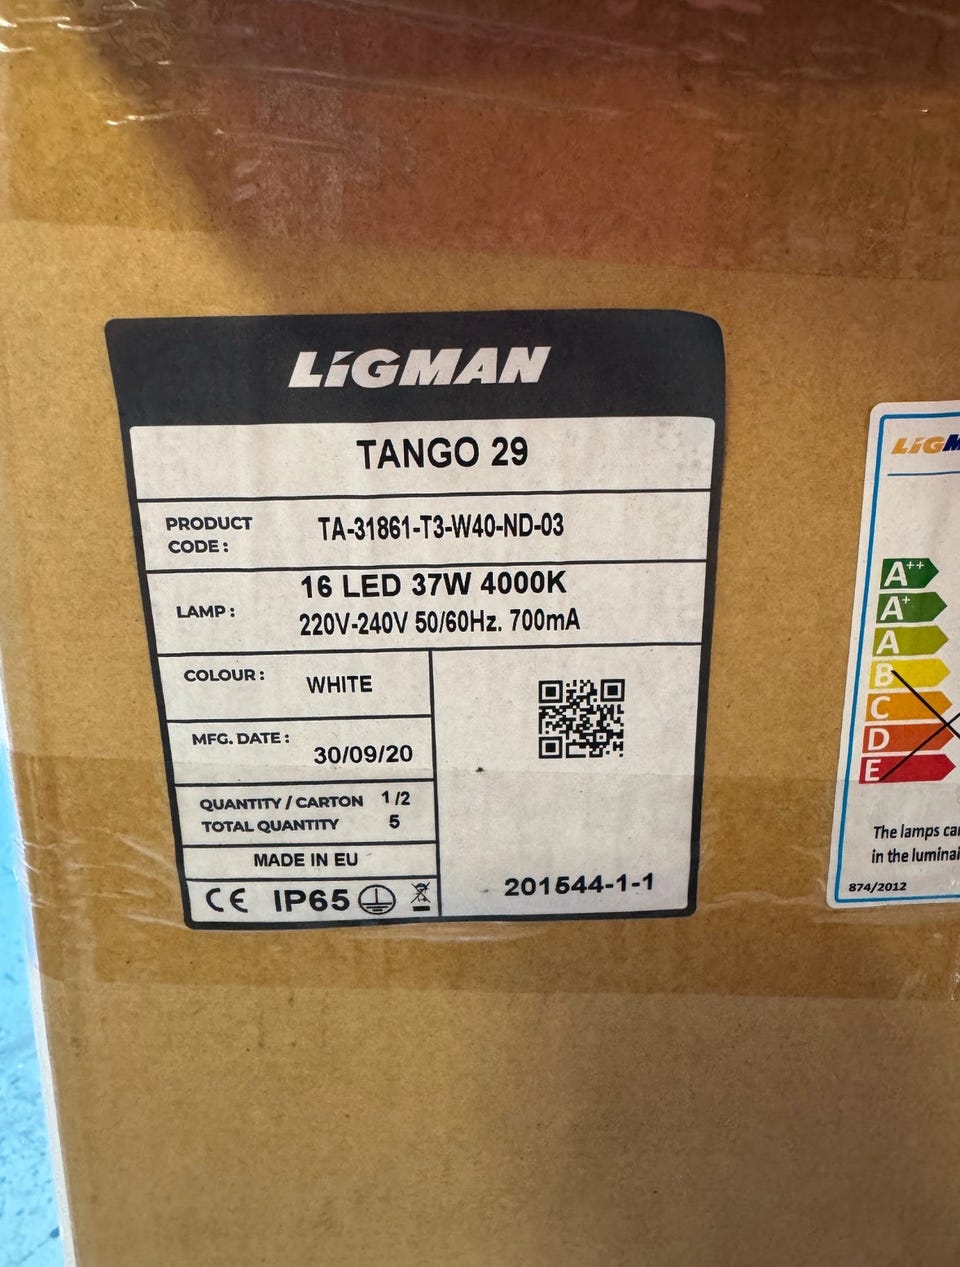 LIGMAN
TANGO 29
PRODUCT CODE: TA-31861-T3-W40-ND-03
LAMP: 16 LED 37W 4000K
220V-240V 50/60Hz. 700mA
COLOUR: WHITE
MFG. DATE: 30/09/20
QUANTITY / CARTON 1/2
TOTAL QUANTITY 5
MADE IN EU
CE IP65
201544-1-1
LIGM
A++
A+
A
B
C
D
E
The lamps ca
in the luminai
874/2012